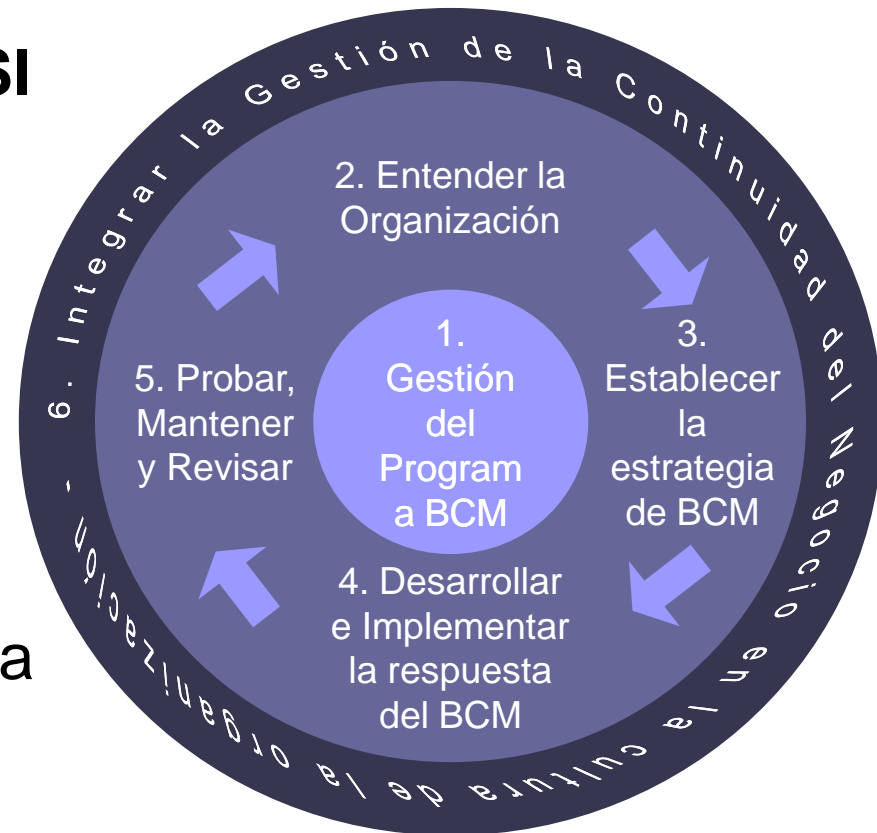 SI
6. Integrar la Gestión de la Continuidad del Negocio en la cultura de la organización -
2. Entender la
Organización
1.
Gestión
del
Program
a BCM
3.
Establecer
la
estrategia
de BCM
5. Probar,
Mantener
y Revisar
4. Desarrollar
e Implementar
la respuesta
del BCM
a